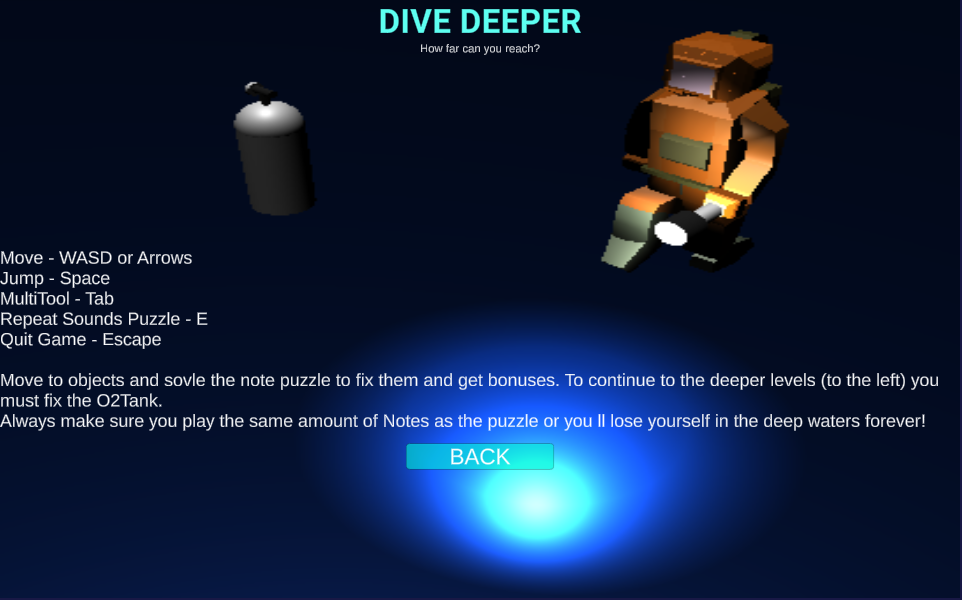 DIVE DEEPER
How far can you reach?
Move - WASD or Arrows
Jump - Space
MultiTool - Tab
Repeat Sounds Puzzle - E
Quit Game - Escape
Move to objects and sovle the note puzzle to fix them and get bonuses. To continue to the deeper levels (to the left) you
must fix the O2Tank.
Always make sure you play the same amount of Notes as the puzzle or you ll lose yourself in the deep waters forever!
BACK